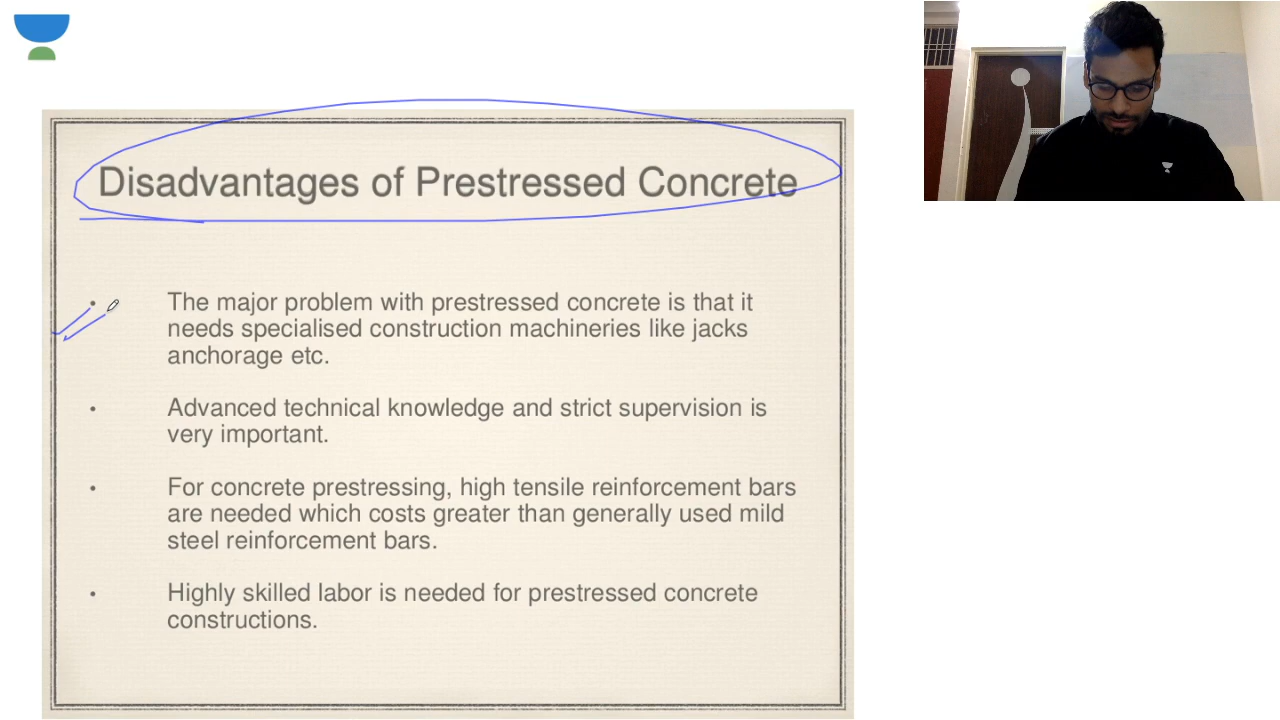 Disadvantages of Prestressed Concrete
• The major problem with prestressed concrete is that it
needs specialised construction machineries like jacks
anchorage etc.
• Advanced technical knowledge and strict supervision is
very important.
• For concrete prestressing, high tensile reinforcement bars
are needed which costs greater than generally used mild
steel reinforcement bars.
• Highly skilled labor is needed for prestressed concrete
constructions.